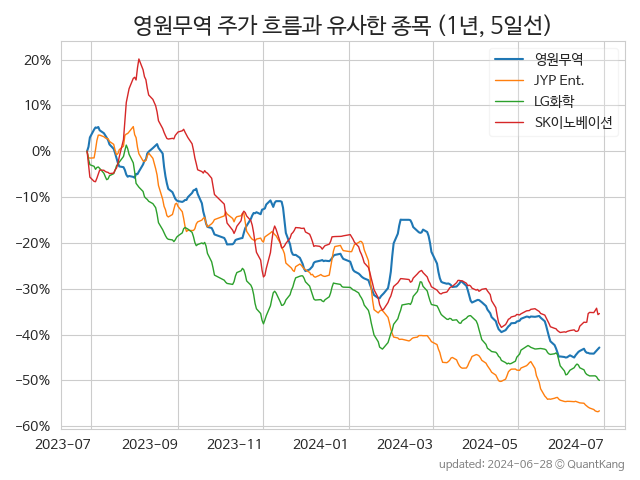 영원무역 주가 흐름과 유사한 종목 (1년, 5일선)
영원무역
JYP Ent.
LG화학
SK이노베이션
20%
10%
0%
−10%
−20%
−30%
−40%
−50%
−60%
2023-07 2023-09 2023-11 2024-01 2024-03 2024-05 2024-07
updated: 2024-06-28 © QuantKang